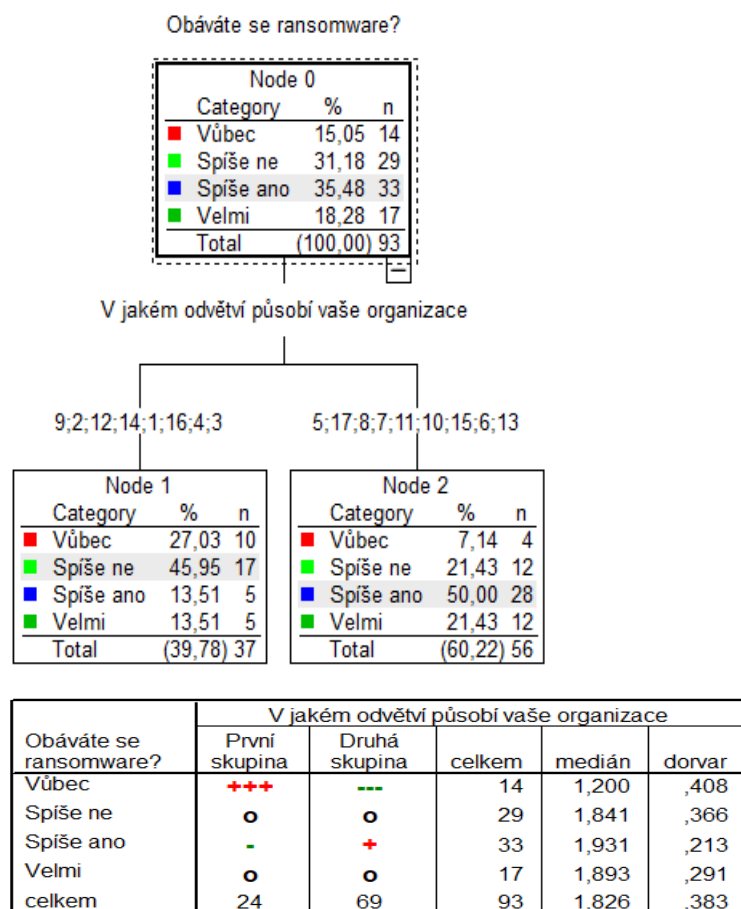 Obáváte se ransomware?
Node 0
Category % n
Vůbec 15,05 14
Spíše ne 31,18 29
Spíše ano 35,48 33
Velmi 18,28 17
Total (100,00) 93
V jakém odvětví působí vaše organizace
9;2;12;14;1;16;4;3
5;17;8;7;11;10;15;6;13
Node 1
Category % n
Vůbec 27,03 10
Spíše ne 45,95 17
Spíše ano 13,51 5
Velmi 13,51 5
Total (39,78) 37
Node 2
Category % n
Vůbec 7,14 4
Spíše ne 21,43 12
Spíše ano 50,00 28
Velmi 21,43 12
Total (60,22) 56
V jakém odvětví působí vaše organizace
Obáváte se ransomware? První skupina Druhá skupina celkem medián dorvar
Vůbec +++ --- 14 1,200 ,408
Spíše ne o o 29 1,841 ,366
Spíše ano - + 33 1,931 ,213
Velmi o o 17 1,893 ,291
celkem 24 69 93 1,826 ,383